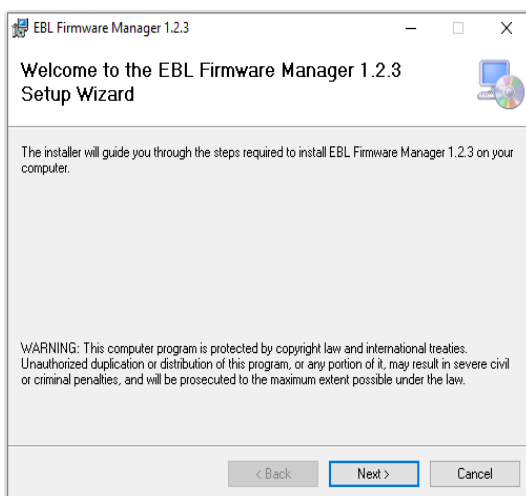 EBL Firmware Manager 1.2.3
Welcome to the EBL Firmware Manager 1.2.3
Setup Wizard
The installer will guide you through the steps required to install EBL Firmware Manager 1.2.3 on your
computer.
WARNING: This computer program is protected by copyright law and international treaties.
Unauthorized duplication or distribution of this program, or any portion of it, may result in severe civil
or criminal penalties, and will be prosecuted to the maximum extent possible under the law.
< Back Next > Cancel